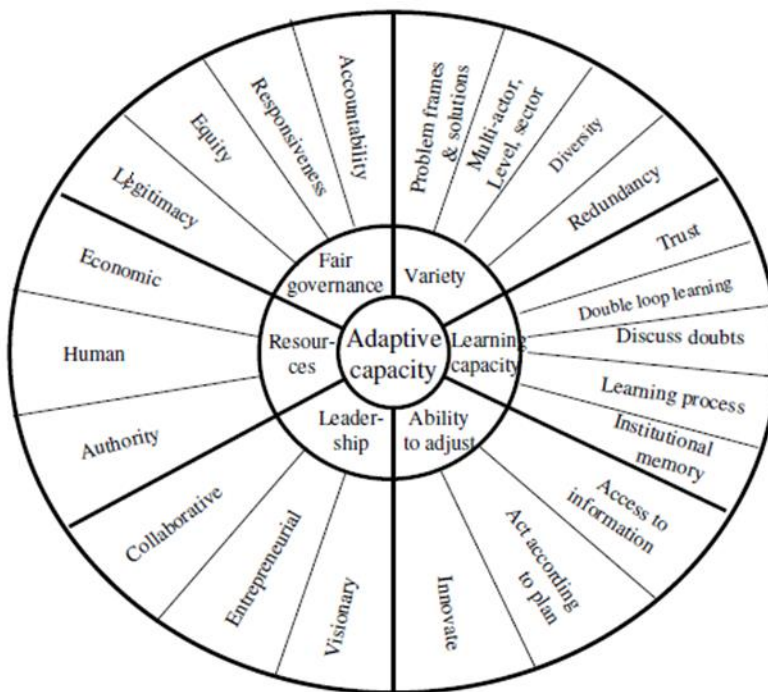 Adaptive
capacity
Variety
Problem frames
& solutions
Multi-actor,
Level, sector
Diversity
Redundancy
Learning
capacity
Trust
Double loop learning
Discuss doubts
Learning process
Institutional
memory
Ability
to adjust
Access to
information
Act according
to plan
Innovate
Leader-
ship
Visionary
Entrepreneurial
Collaborative
Resour-
ces
Authority
Human
Economic
Fair
governance
Legitimacy
Equity
Responsiveness
Accountability